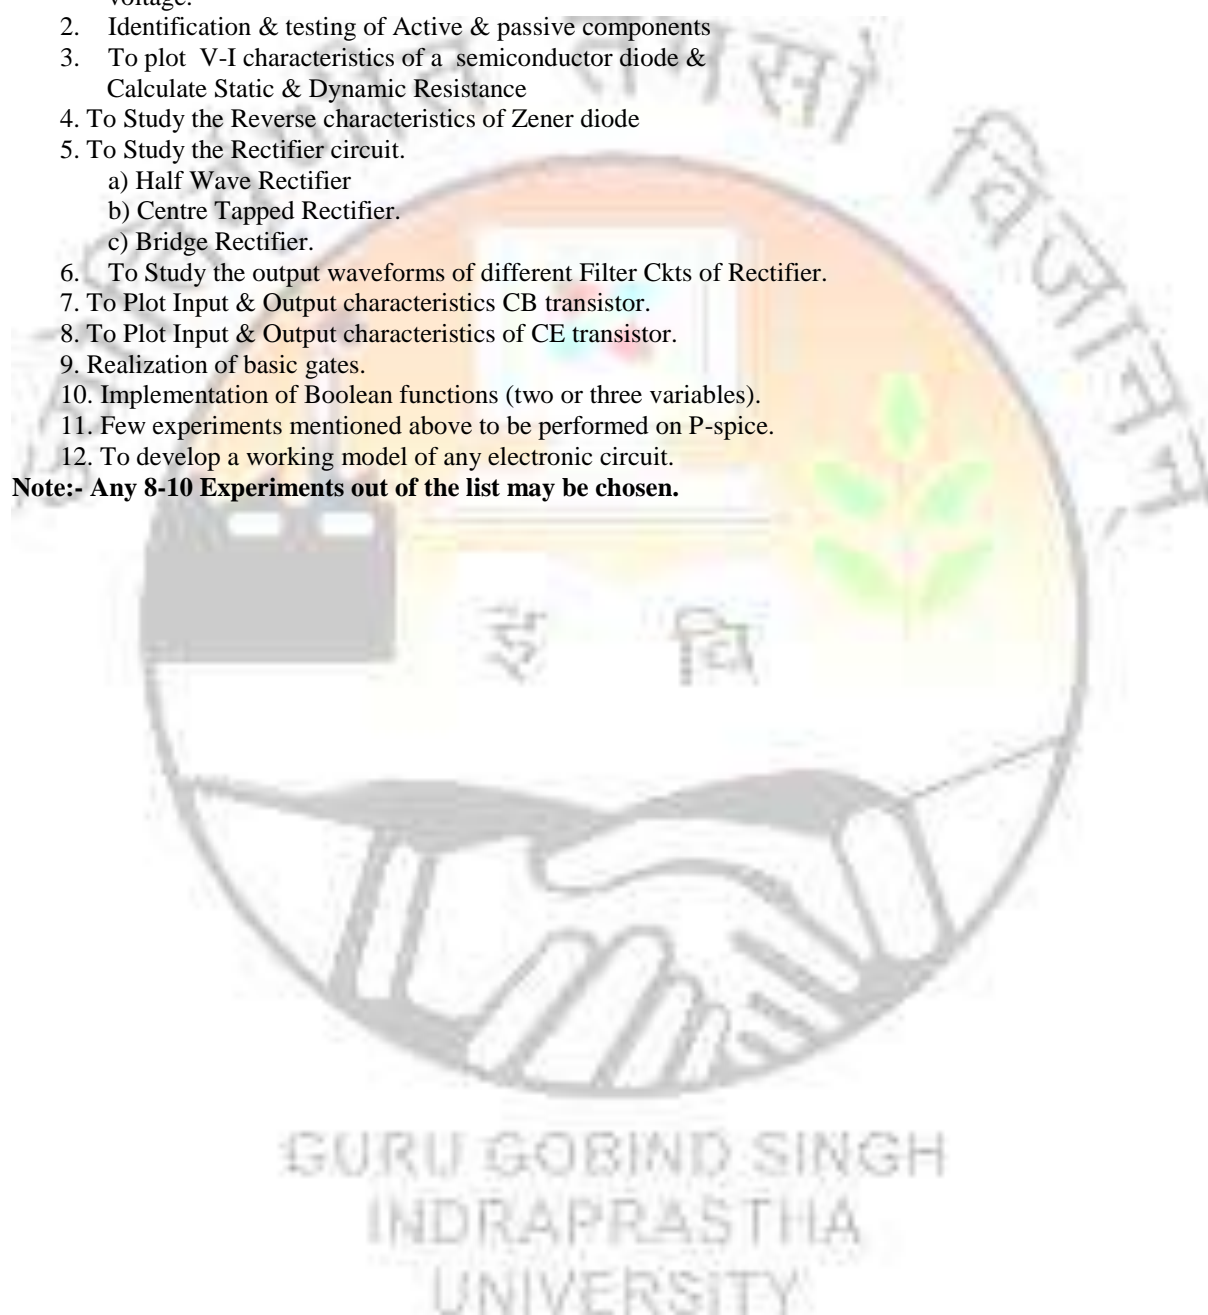 voltage.
2. Identification & testing of Active & passive components
3. To plot V-I characteristics of a semiconductor diode &
Calculate Static & Dynamic Resistance
4. To Study the Reverse characteristics of Zener diode
5. To Study the Rectifier circuit.
a) Half Wave Rectifier
b) Centre Tapped Rectifier.
c) Bridge Rectifier.
6. To Study the output waveforms of different Filter Ckts of Rectifier.
7. To Plot Input & Output characteristics CB transistor.
8. To Plot Input & Output characteristics of CE transistor.
9. Realization of basic gates.
10. Implementation of Boolean functions (two or three variables).
11. Few experiments mentioned above to be performed on P-spice.
12. To develop a working model of any electronic circuit.
Note:- Any 8-10 Experiments out of the list may be chosen.
GURU GOBIND SINGH
INDRAPRASTHA
UNIVERSITY